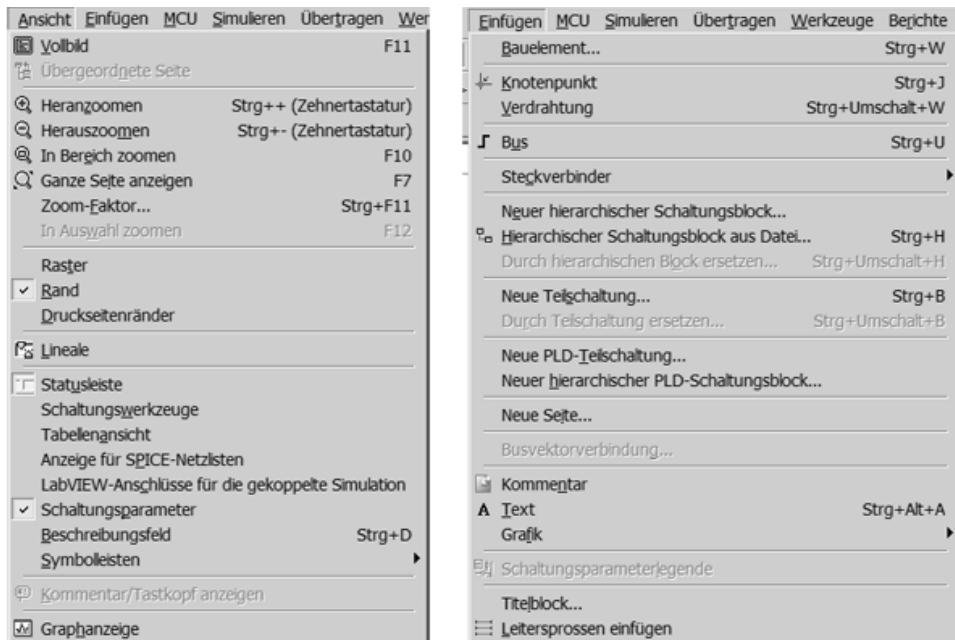 Ansicht Einfügen MCU Simulieren Übertragen Wer
Vollbild F11
Übergeordnete Seite
Heranzoomen Strg++ (Zehnertastatur)
Herauszoomen Strg+- (Zehnertastatur)
In Bereich zoomen F10
Ganze Seite anzeigen F7
Zoom-Faktor... Strg+F11
In Auswahl zoomen F12
Raster
Rand
Druckseitenränder
Lineale
Statusleiste
Schaltungswerkzeuge
Tabellenansicht
Anzeige für SPICE-Netzlisten
LabVIEW-Anschlüsse für die gekoppelte Simulation
Schaltungsparameter
Beschreibungsfeld Strg+D
Symbolleisten
Kommentar/Tastkopf anzeigen
Graphanzeige
Einfügen MCU Simulieren Übertragen Werkzeuge Berichte
Bauelement... Strg+W
Knotenpunkt Strg+J
Verdrahtung Strg+Umschalt+W
Bus Strg+U
Steckverbinder
Neuer hierarchischer Schaltungsblock...
Hierarchischer Schaltungsblock aus Datei... Strg+H
Durch hierarchischen Block ersetzen... Strg+Umschalt+H
Neue Teilschaltung... Strg+B
Durch Teilschaltung ersetzen... Strg+Umschalt+B
Neue PLD-Teilschaltung...
Neuer hierarchischer PLD-Schaltungsblock...
Neue Seite...
Busvektorverbindung...
Kommentar
A Text Strg+Alt+A
Grafik
Schaltungsparameterlegende
Titelblock...
Leitersprossen einfügen